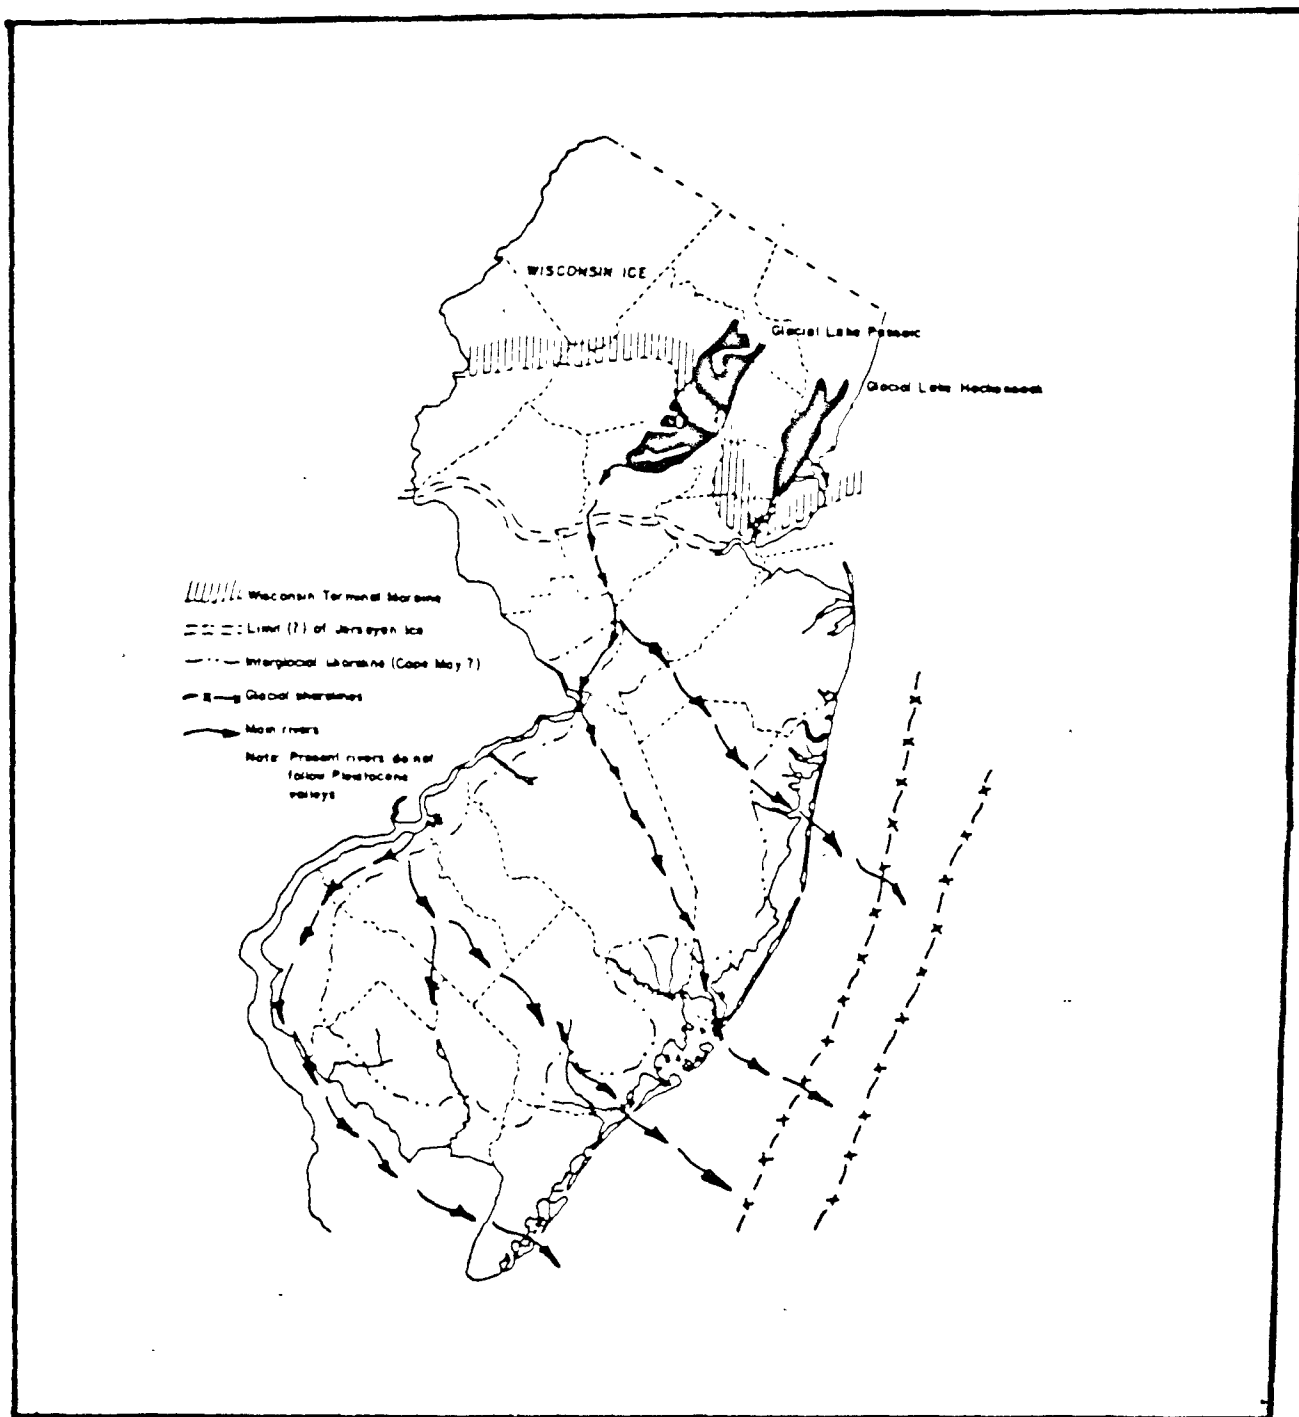 WISCONSIN ICE
Glacial Lake Passaic
Glacial Lake Hackensack
Wisconsin Terminal Moraine
Limit (?) of Jerseyan Ice
Interglacial shoreline (Cape May ?)
Glacial shorelines
Main rivers
Note: Present rivers do not
follow Pleistocene
valleys